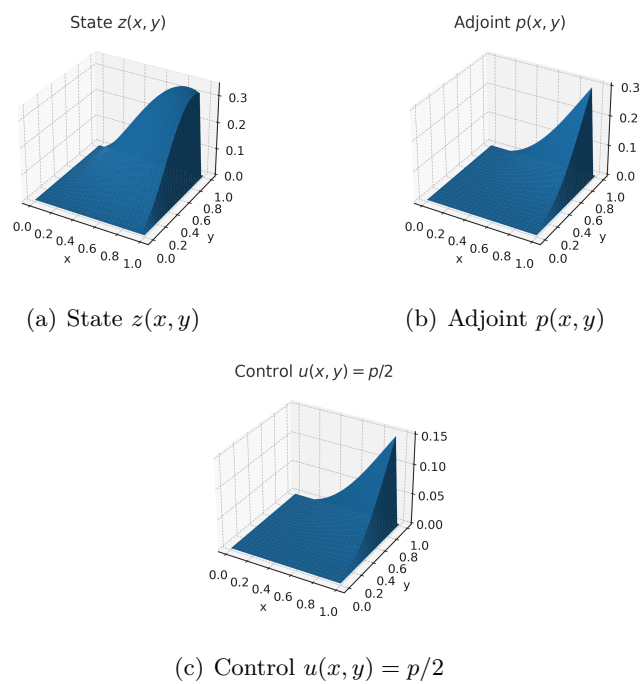 State z(x, y)
0.0 0.2 0.4 0.6 0.8 1.0
x
0.0 0.2 0.4 0.6 0.8 1.0
y
0.0 0.1 0.2 0.3
(a) State z(x, y)
Adjoint p(x, y)
0.0 0.2 0.4 0.6 0.8 1.0
x
0.0 0.2 0.4 0.6 0.8 1.0
y
0.0 0.1 0.2 0.3
(b) Adjoint p(x, y)
Control u(x, y) = p/2
0.0 0.2 0.4 0.6 0.8 1.0
x
0.0 0.2 0.4 0.6 0.8 1.0
y
0.00 0.05 0.10 0.15
(c) Control u(x, y) = p/2